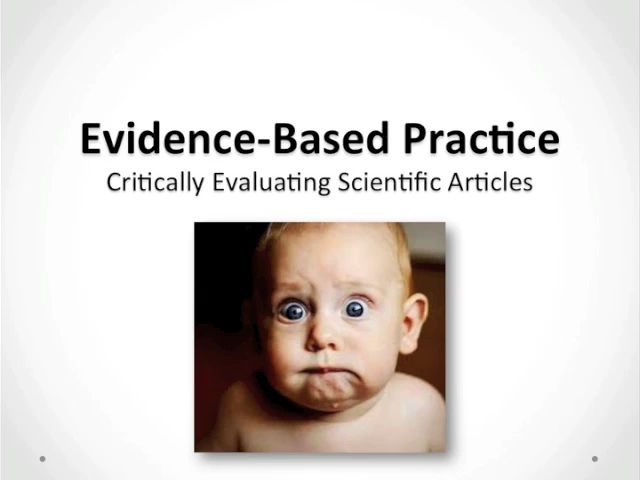 Evidence-Based Practice
Critically Evaluating Scientific Articles